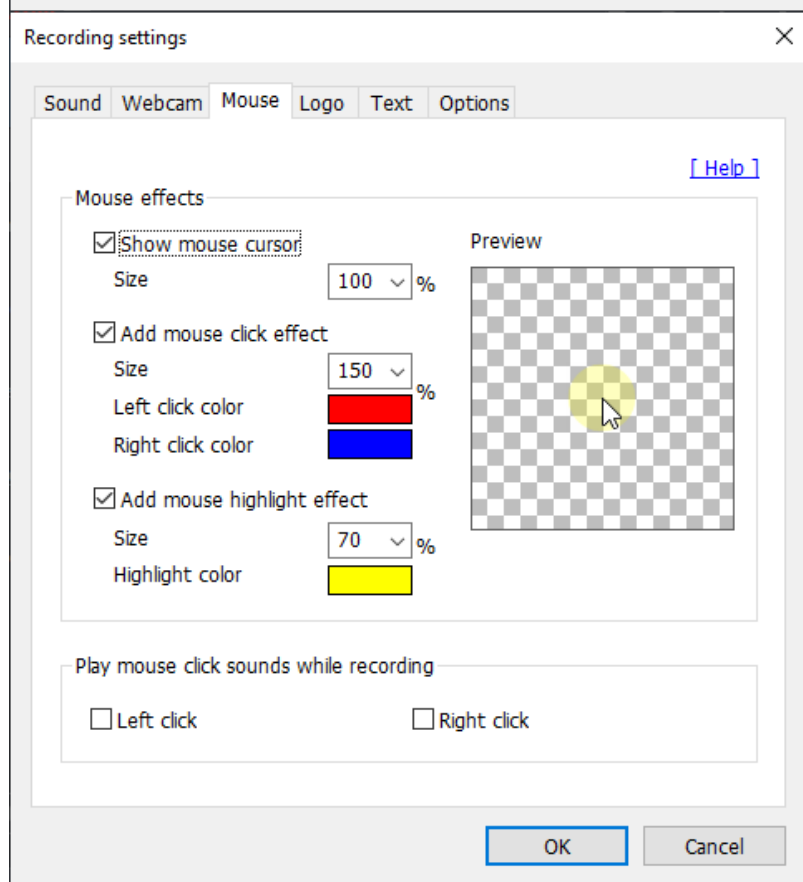 Recording settings
Sound Webcam Mouse Logo Text Options
[ Help ]
Mouse effects
Show mouse cursor
Size 100 %
Preview
Add mouse click effect
Size 150 %
Left click color
Right click color
Add mouse highlight effect
Size 70 %
Highlight color
Play mouse click sounds while recording
Left click Right click
OK Cancel